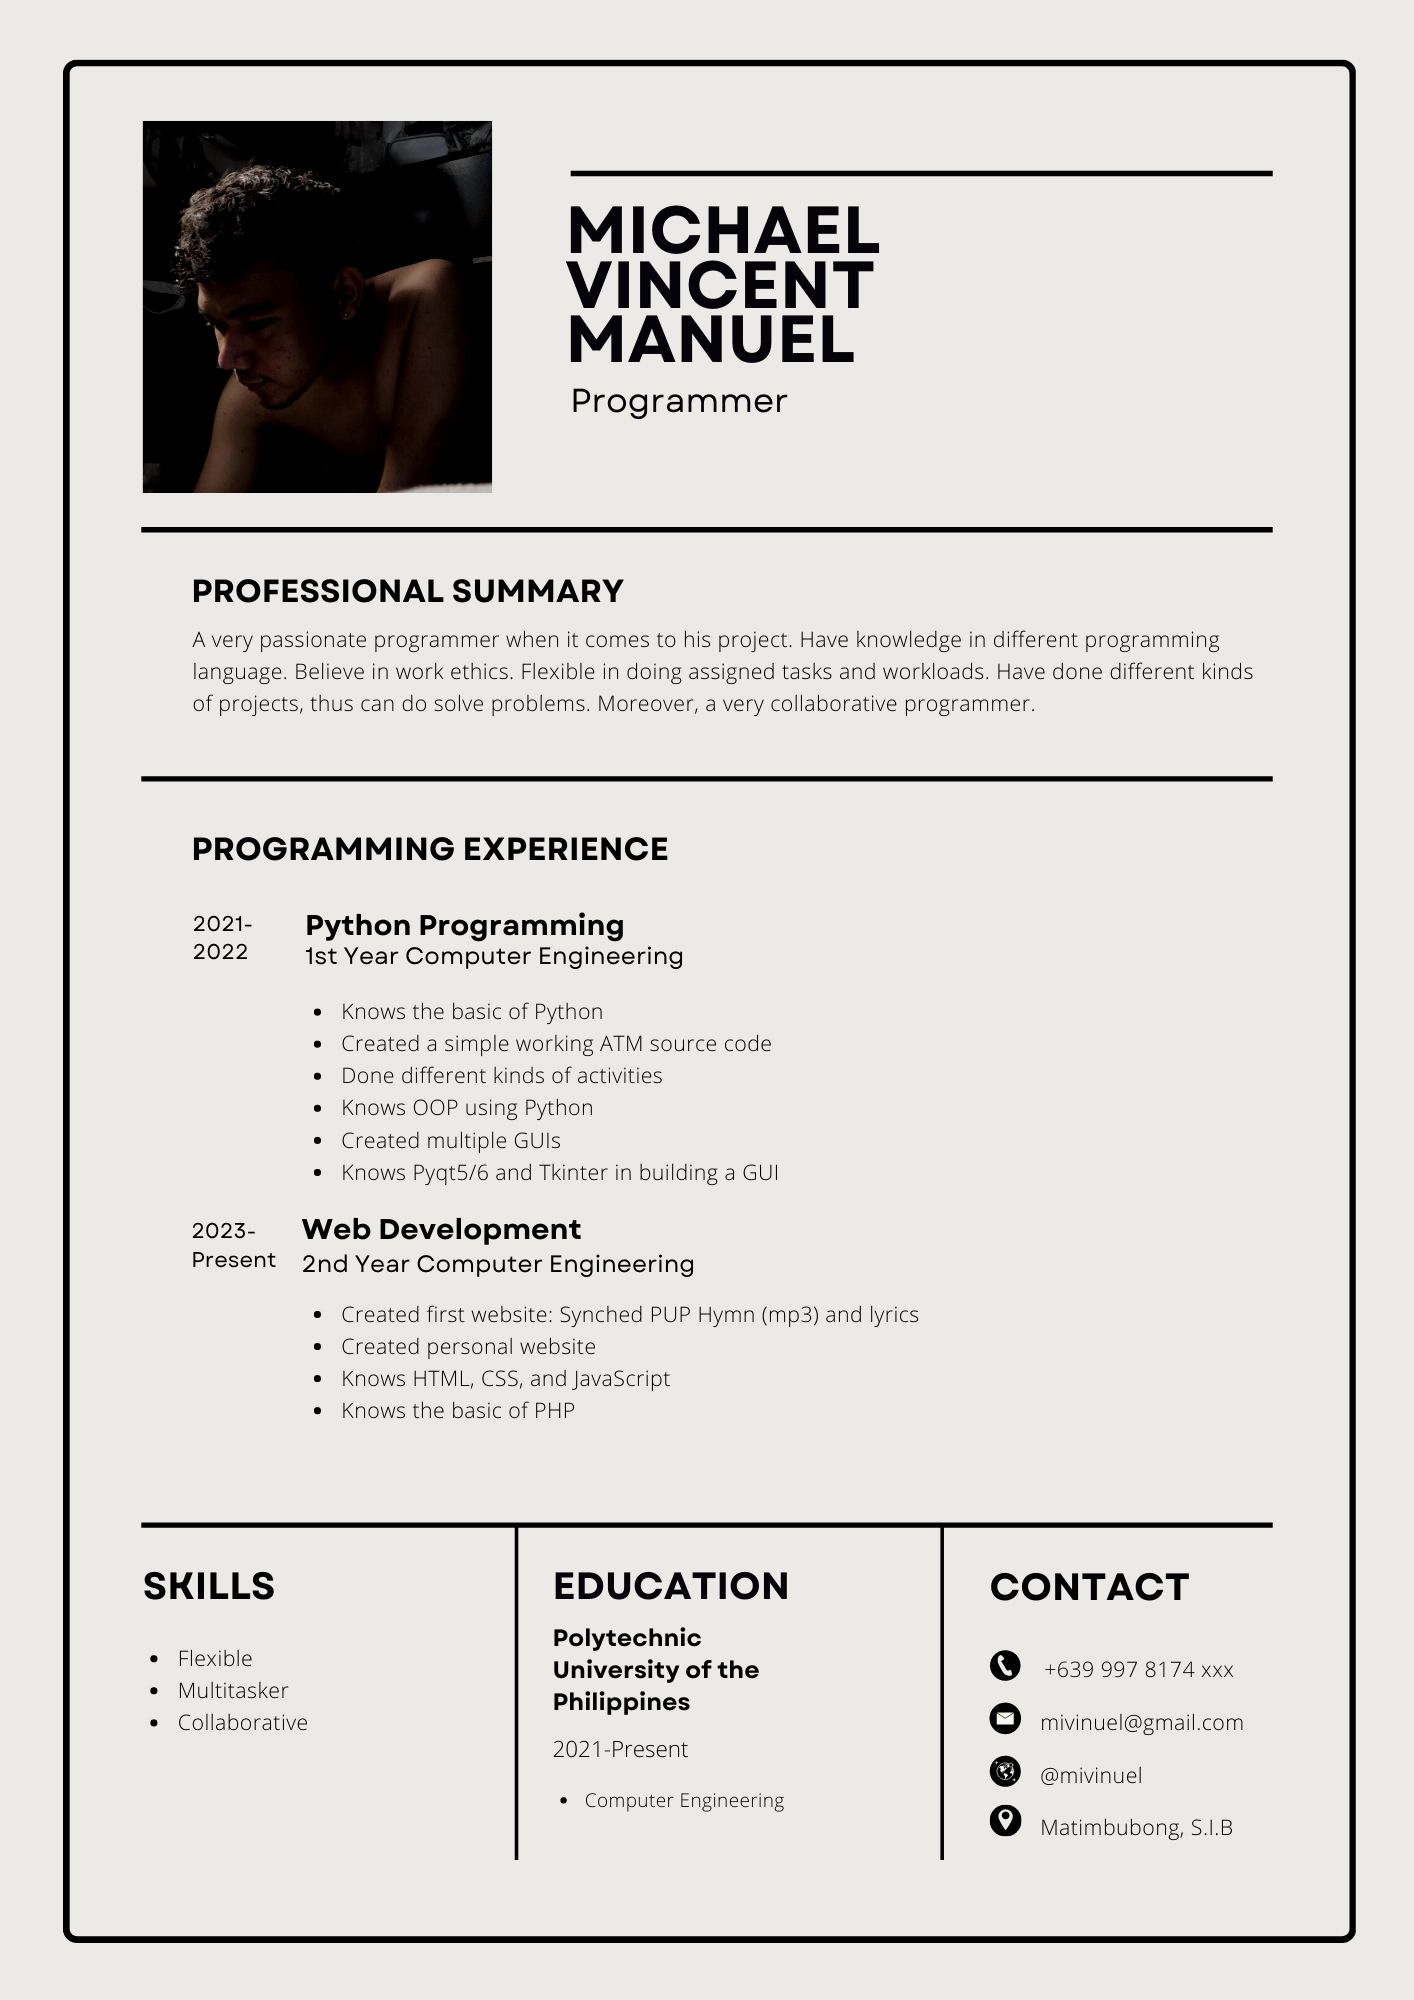 MICHAEL
VINCENT
MANUEL
Programmer
PROFESSIONAL SUMMARY
A very passionate programmer when it comes to his project. Have knowledge in different programming
language. Believe in work ethics. Flexible in doing assigned tasks and workloads. Have done different kinds
of projects, thus can do solve problems. Moreover, a very collaborative programmer.
PROGRAMMING EXPERIENCE
2021-
2022
Python Programming
1st Year Computer Engineering
• Knows the basic of Python
• Created a simple working ATM source code
• Done different kinds of activities
• Knows OOP using Python
• Created multiple GUIs
• Knows Pyqt5/6 and Tkinter in building a GUI
2023-
Present
Web Development
2nd Year Computer Engineering
• Created first website: Synched PUP Hymn (mp3) and lyrics
• Created personal website
• Knows HTML, CSS, and JavaScript
• Knows the basic of PHP
SKILLS
• Flexible
• Multitasker
• Collaborative
EDUCATION
Polytechnic
University of the
Philippines
2021-Present
• Computer Engineering
CONTACT
+639 997 8174 xxx
mivinuel@gmail.com
@mivinuel
Matimbubong, S.I.B